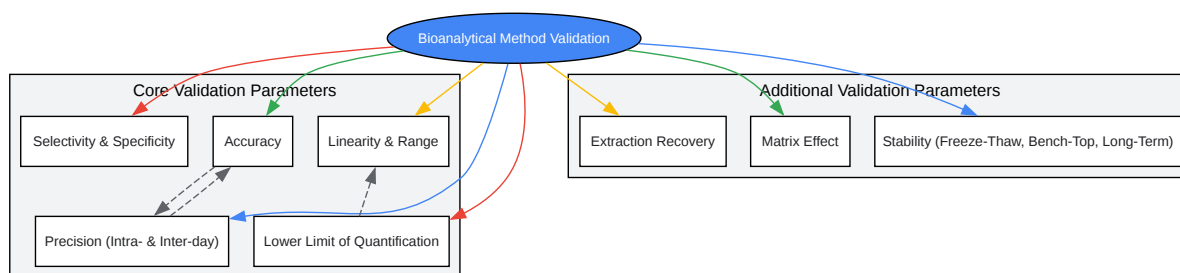 Bioanalytical Method Validation
Core Validation Parameters
Additional Validation Parameters
Selectivity & Specificity
Accuracy
Linearity & Range
Extraction Recovery
Matrix Effect
Stability (Freeze-Thaw, Bench-Top, Long-Term)
Precision (Intra- & Inter-day)
Lower Limit of Quantification